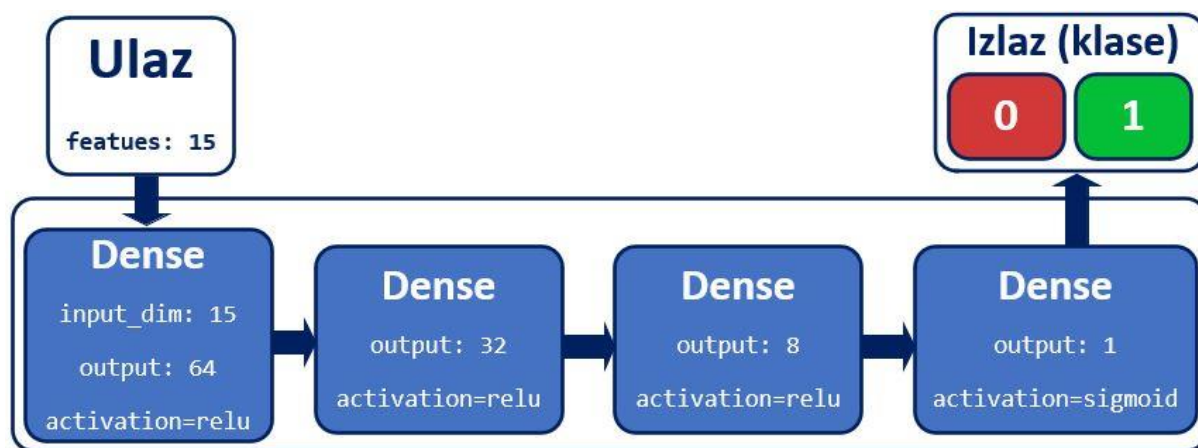 Ulaz
featues: 15
Izlaz (klase)
0
1
Dense
input_dim: 15
output: 64
activation=relu
Dense
output: 32
activation=relu
Dense
output: 8
activation=relu
Dense
output: 1
activation=sigmoid